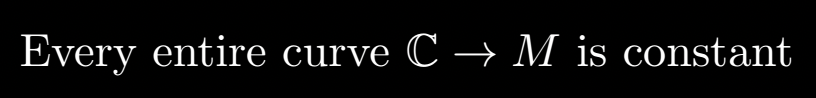 Every entire curve ℂ → M is constant